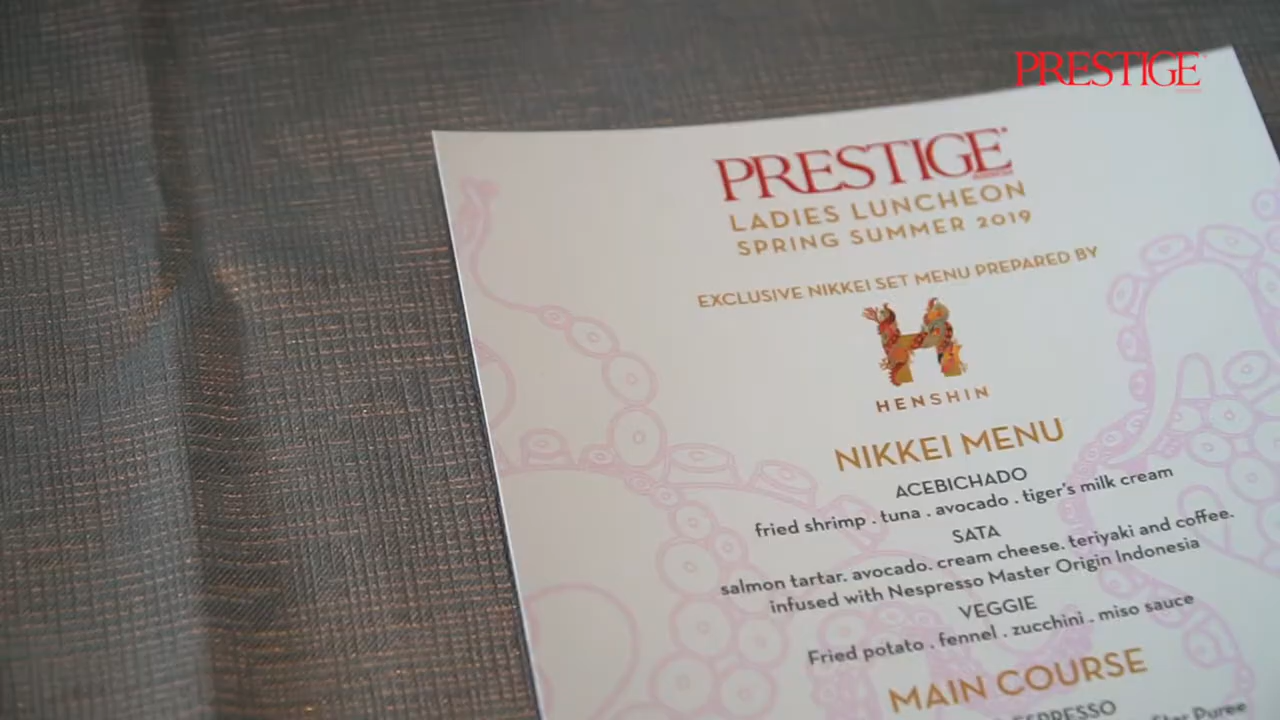 PRESTIGE
PRESTIGE
LADIES LUNCHEON
SPRING SUMMER 2019
EXCLUSIVE NIKKEI SET MENU PREPARED BY
H
HENSHIN
NIKKEI MENU
ACEBICHADO
fried shrimp . tuna . avocado . tiger's milk cream
SATA
salmon tartar. avocado. cream cheese. teriyaki and coffee.
infused with Nespresso Master Origin Indonesia
VEGGIE
Fried potato . fennel . zucchini . miso sauce
MAIN COURSE
ESPRESSO
Puree